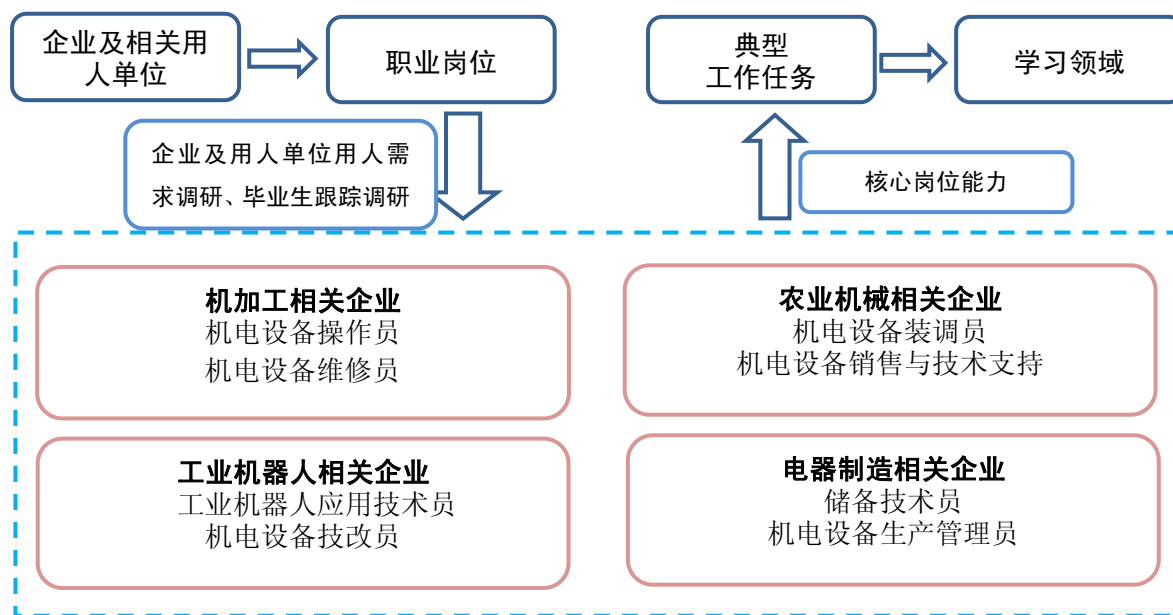 企业及相关用
人单位
职业岗位
典型
工作任务
学习领域
企业及用人单位用人需
求调研、毕业生跟踪调研
核心岗位能力
机加工相关企业
机电设备操作员
机电设备维修员
农业机械相关企业
机电设备装调员
机电设备销售与技术支持
工业机器人相关企业
工业机器人应用技术员
机电设备技改员
电器制造相关企业
储备技术员
机电设备生产管理员